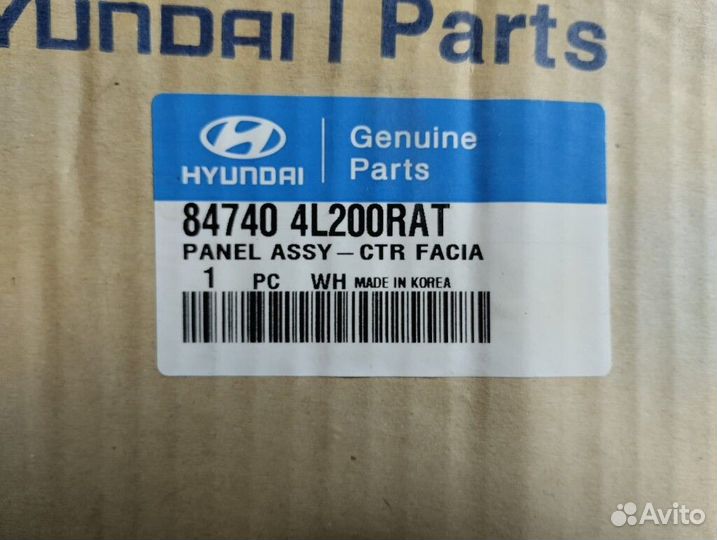 HYUNDAI | Parts
HYUNDAI
Genuine
Parts
84740 4L200RAT
PANEL ASSY-CTR FACIA
1 PC WH MADE IN KOREA
Avito